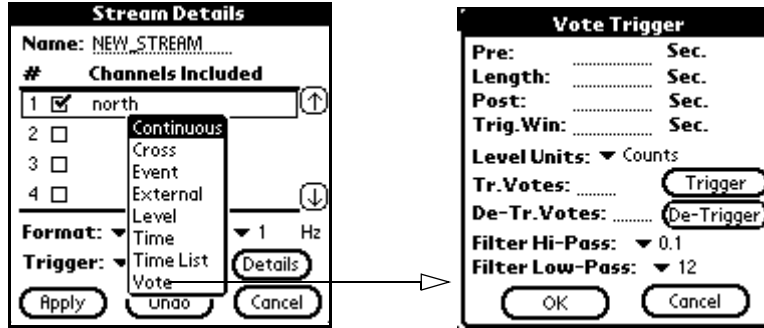 Stream Details
Name: NEW_STREAM
# Channels Included
1 north
2
3
4
Continuous
Cross
Event
External
Level
Time
Time List
Vote
Format: 1 Hz
Trigger: Details
Apply Undo Cancel
Vote Trigger
Pre: Sec.
Length: Sec.
Post: Sec.
Trig.Win: Sec.
Level Units: Counts
Tr.Votes: Trigger
De-Tr.Votes: De-Trigger
Filter Hi-Pass: 0.1
Filter Low-Pass: 12
OK Cancel